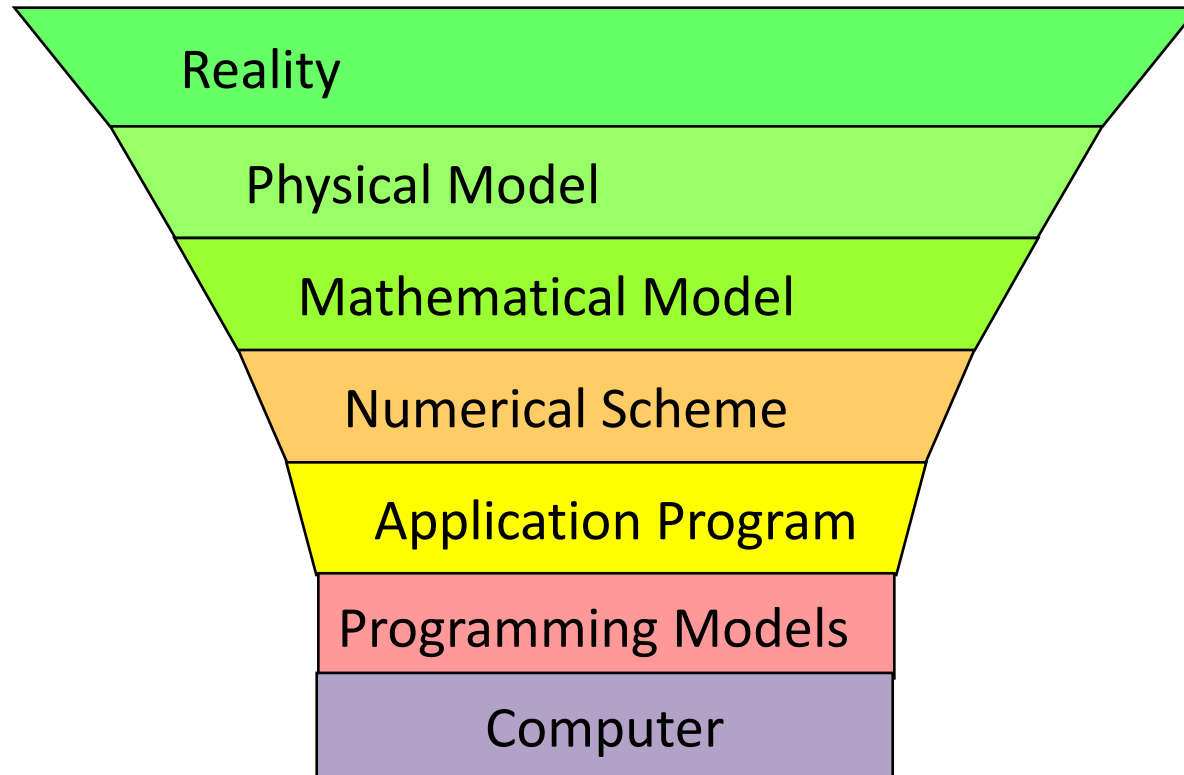 Reality
Physical Model
Mathematical Model
Numerical Scheme
Application Program
Programming Models
Computer